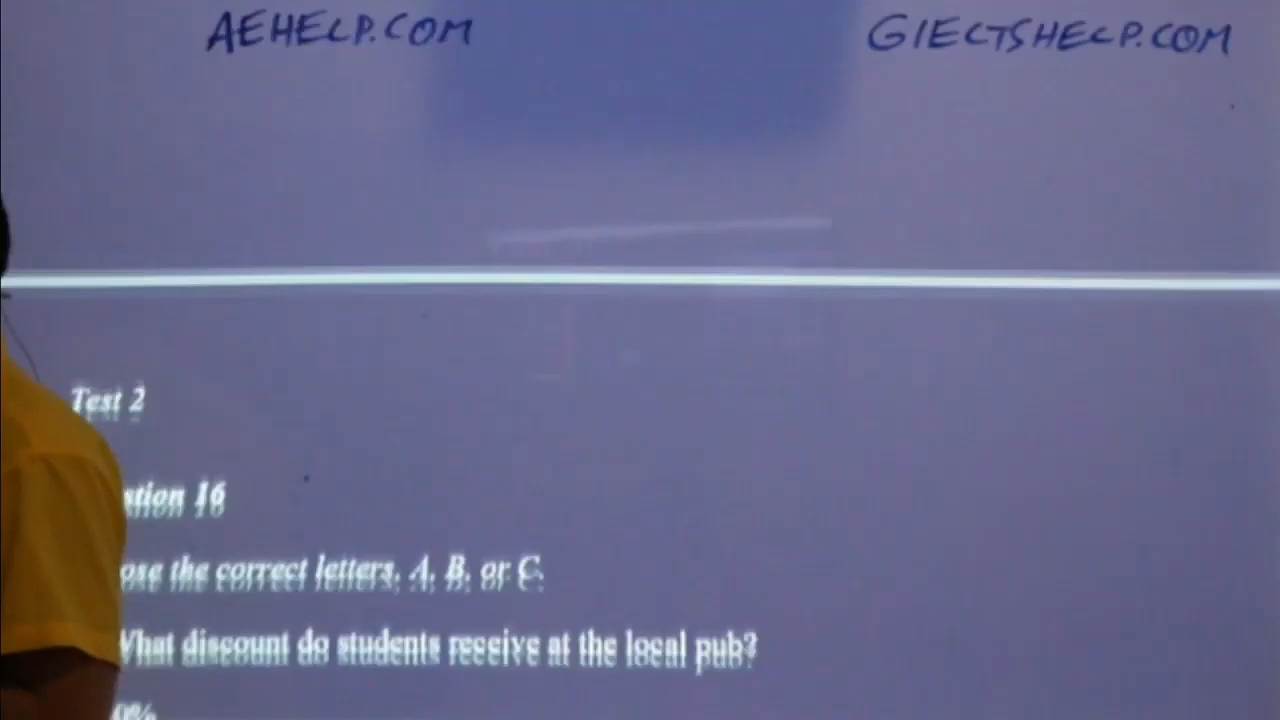 AEHELP.COM
GIELTSHELP.COM
Test 2
stion 16
ose the correct letters, A, B, or C.
What discount do students receive at the local pub?
0%